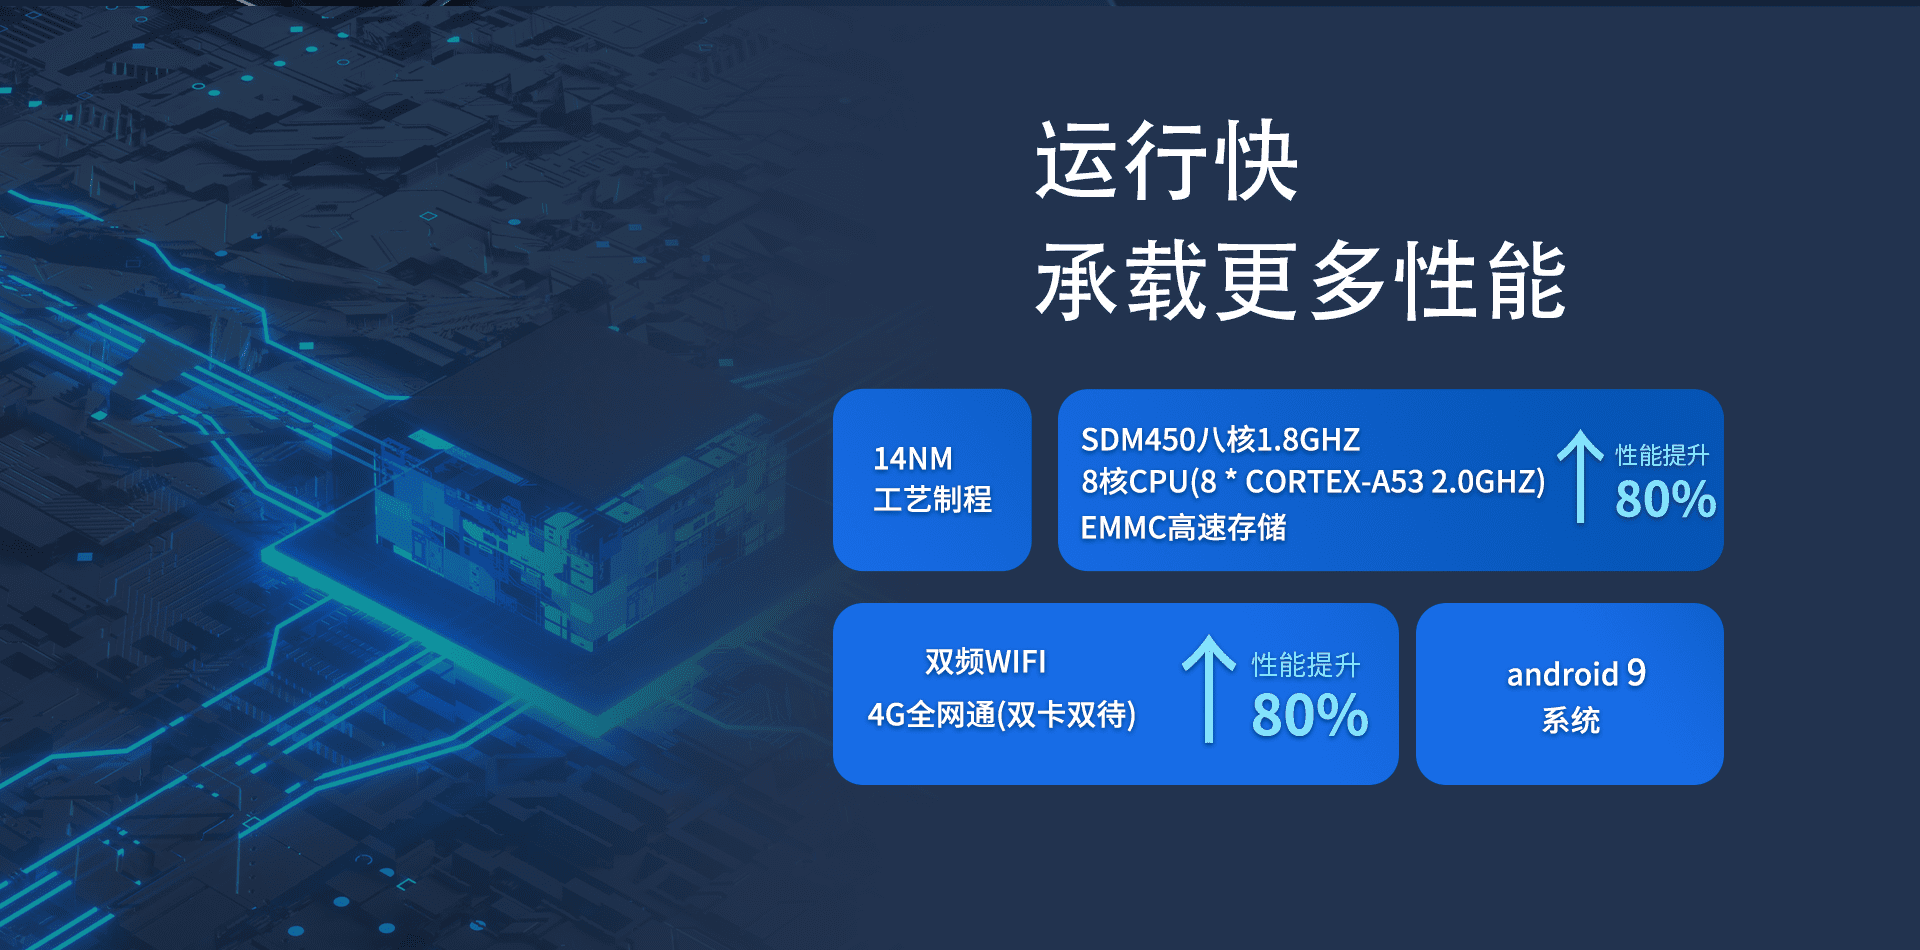 运行快
承载更多性能
14NM
工艺制程
SDM450八核1.8GHZ
8核CPU(8 * CORTEX-A53 2.0GHZ)
EMMC高速存储
性能提升
80%
双频WIFI
4G全网通(双卡双待)
性能提升
80%
android 9
系统